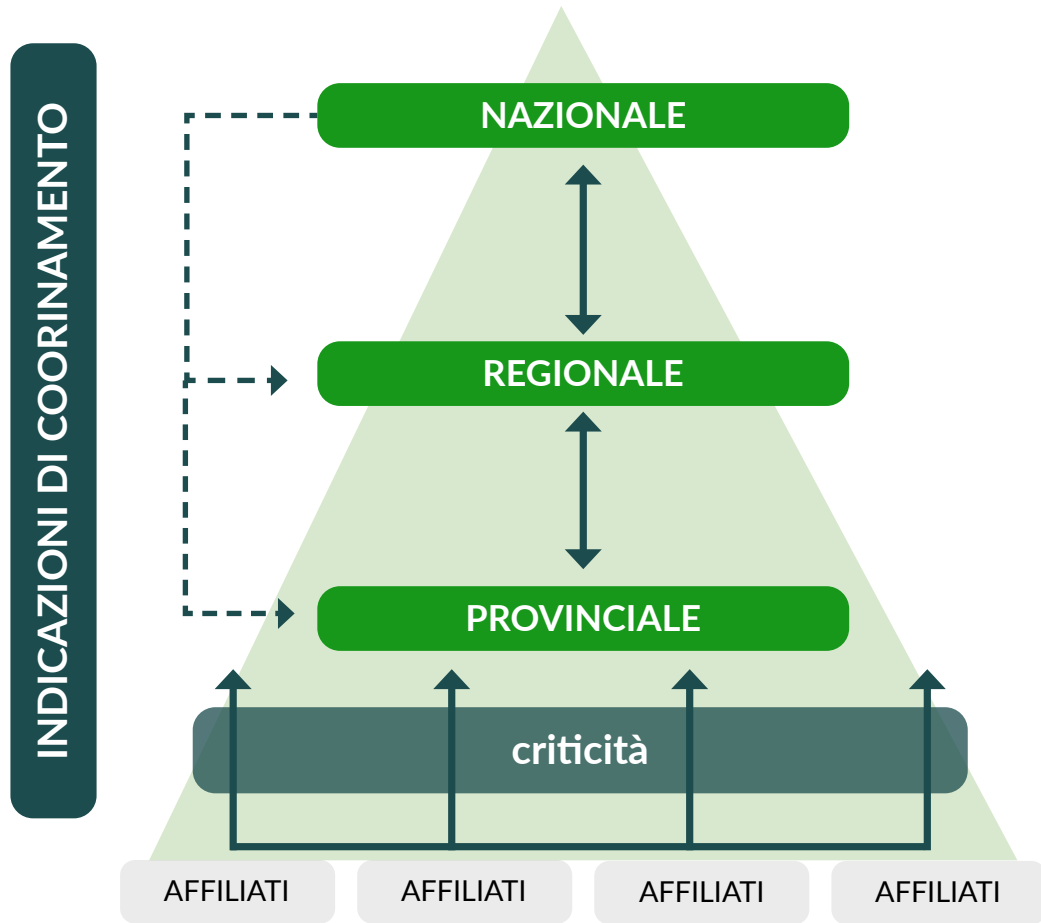 INDICAZIONI DI COORINAMENTO
NAZIONALE
REGIONALE
PROVINCIALE
criticità
AFFILIATI
AFFILIATI
AFFILIATI
AFFILIATI